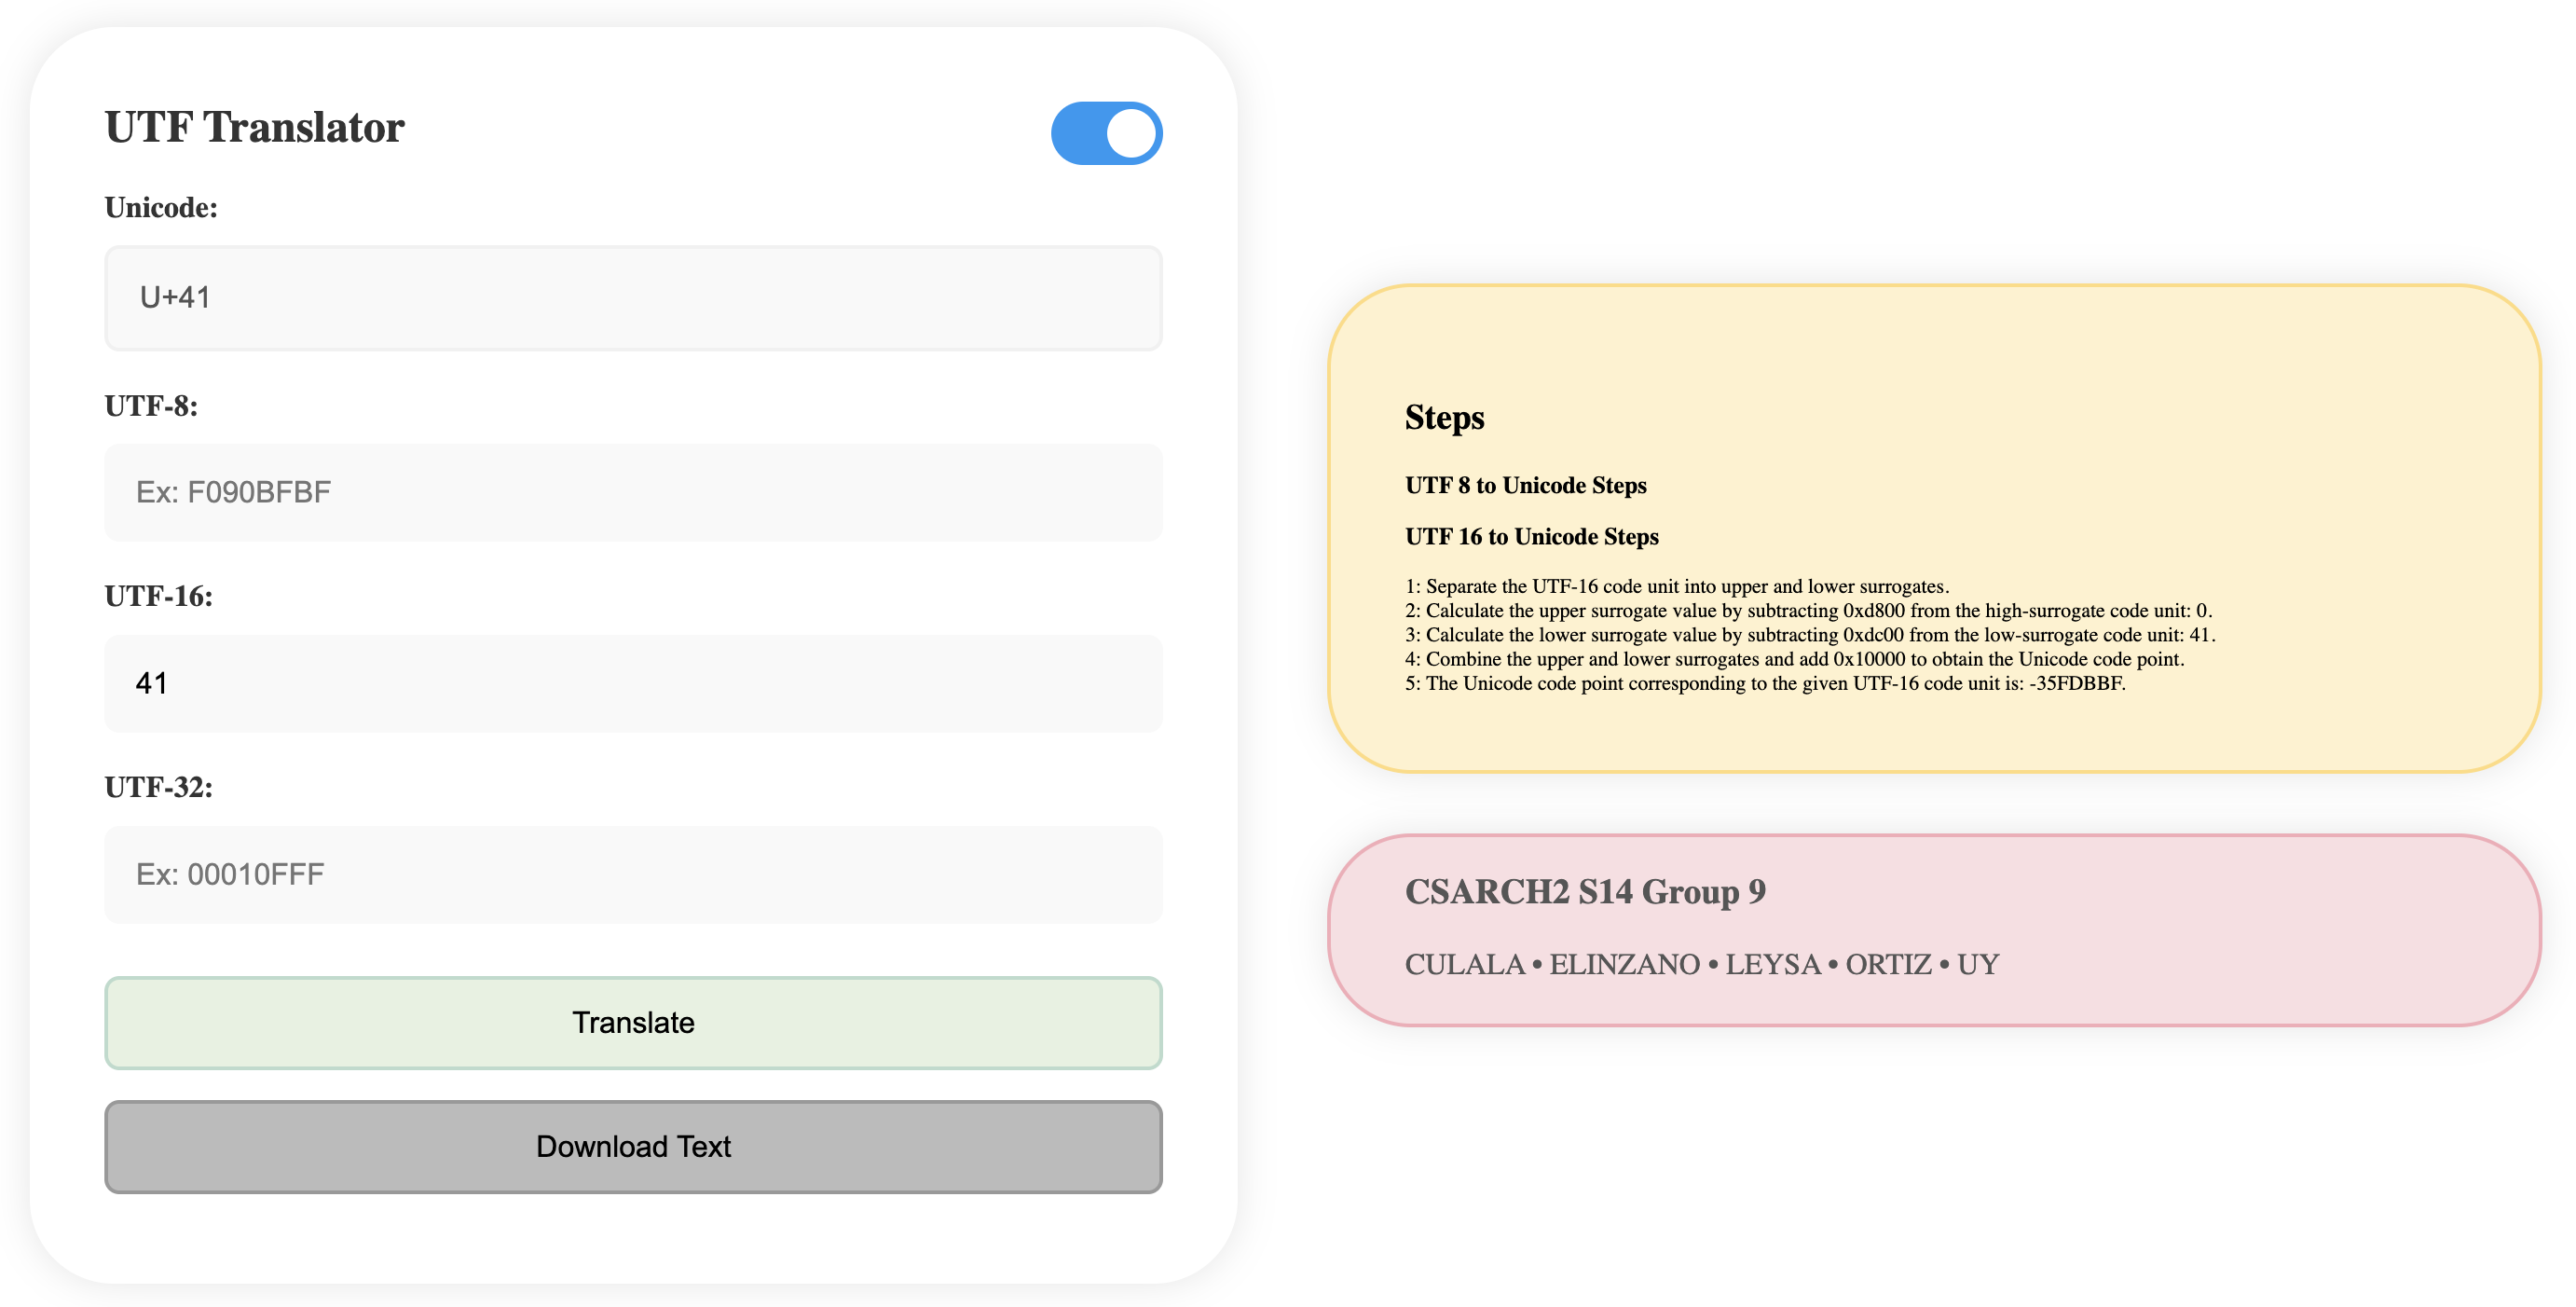 UTF Translator
Unicode:
U+41
UTF-8:
Ex: F090BFBF
UTF-16:
41
UTF-32:
Ex: 00010FFF
Translate
Download Text
Steps
UTF 8 to Unicode Steps
UTF 16 to Unicode Steps
1: Separate the UTF-16 code unit into upper and lower surrogates.
2: Calculate the upper surrogate value by subtracting 0xd800 from the high-surrogate code unit: 0.
3: Calculate the lower surrogate value by subtracting 0xdc00 from the low-surrogate code unit: 41.
4: Combine the upper and lower surrogates and add 0x10000 to obtain the Unicode code point.
5: The Unicode code point corresponding to the given UTF-16 code unit is: -35FDBBF.
CSARCH2 S14 Group 9
CULALA • ELINZANO • LEYSA • ORTIZ • UY